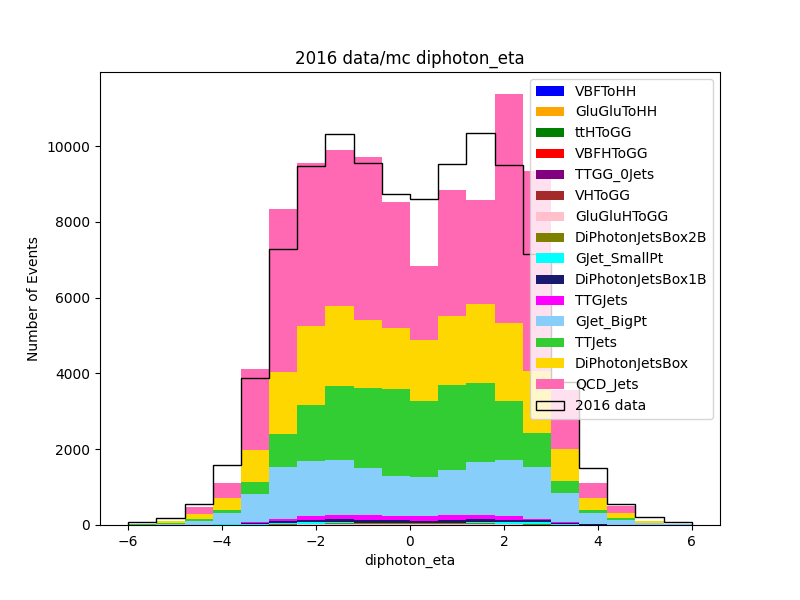 2016 data/mc diphoton_eta
Number of Events
10000
8000
6000
4000
2000
0
−6
−4
−2
0
2
4
6
diphoton_eta
VBFToHH
GluGluToHH
ttHToGG
VBFHToGG
TTGG_0Jets
VHToGG
GluGluHToGG
DiPhotonJetsBox2B
GJet_SmallPt
DiPhotonJetsBox1B
TTGJets
GJet_BigPt
TTJets
DiPhotonJetsBox
QCD_Jets
2016 data